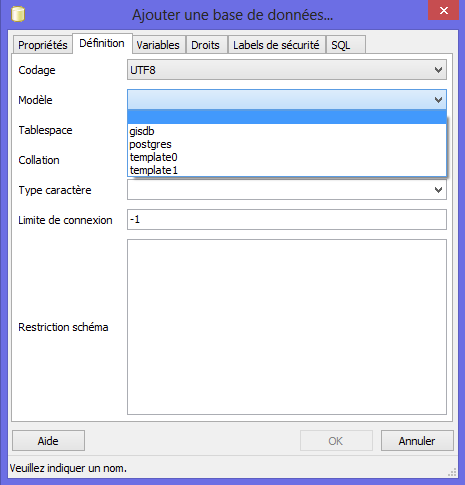 Ajouter une base de données...
Propriétés Définition Variables Droits Labels de sécurité SQL
Codage UTF8
Modèle
Tablespace
gisdb
postgres
Collation
template0
template1
Type caractère
Limite de connexion -1
Restriction schéma
Aide OK Annuler
Veuillez indiquer un nom.